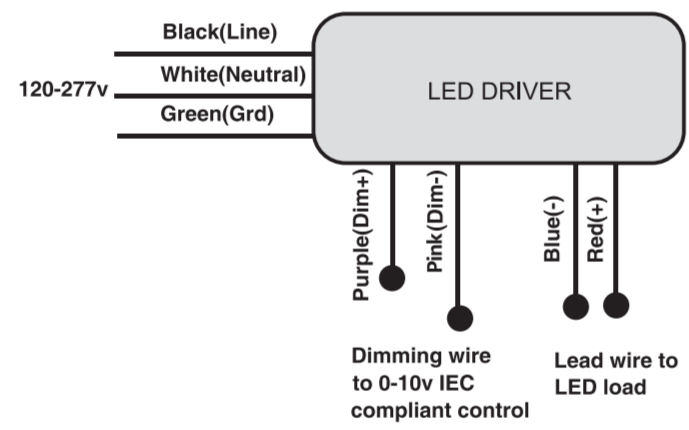 Black(Line)
White(Neutral)
120-277v
Green(Grd)
LED DRIVER
Purple(Dim+)
Pink(Dim-)
Blue(-)
Red(+)
Dimming wire
to 0-10v IEC
compliant control
Lead wire to
LED load